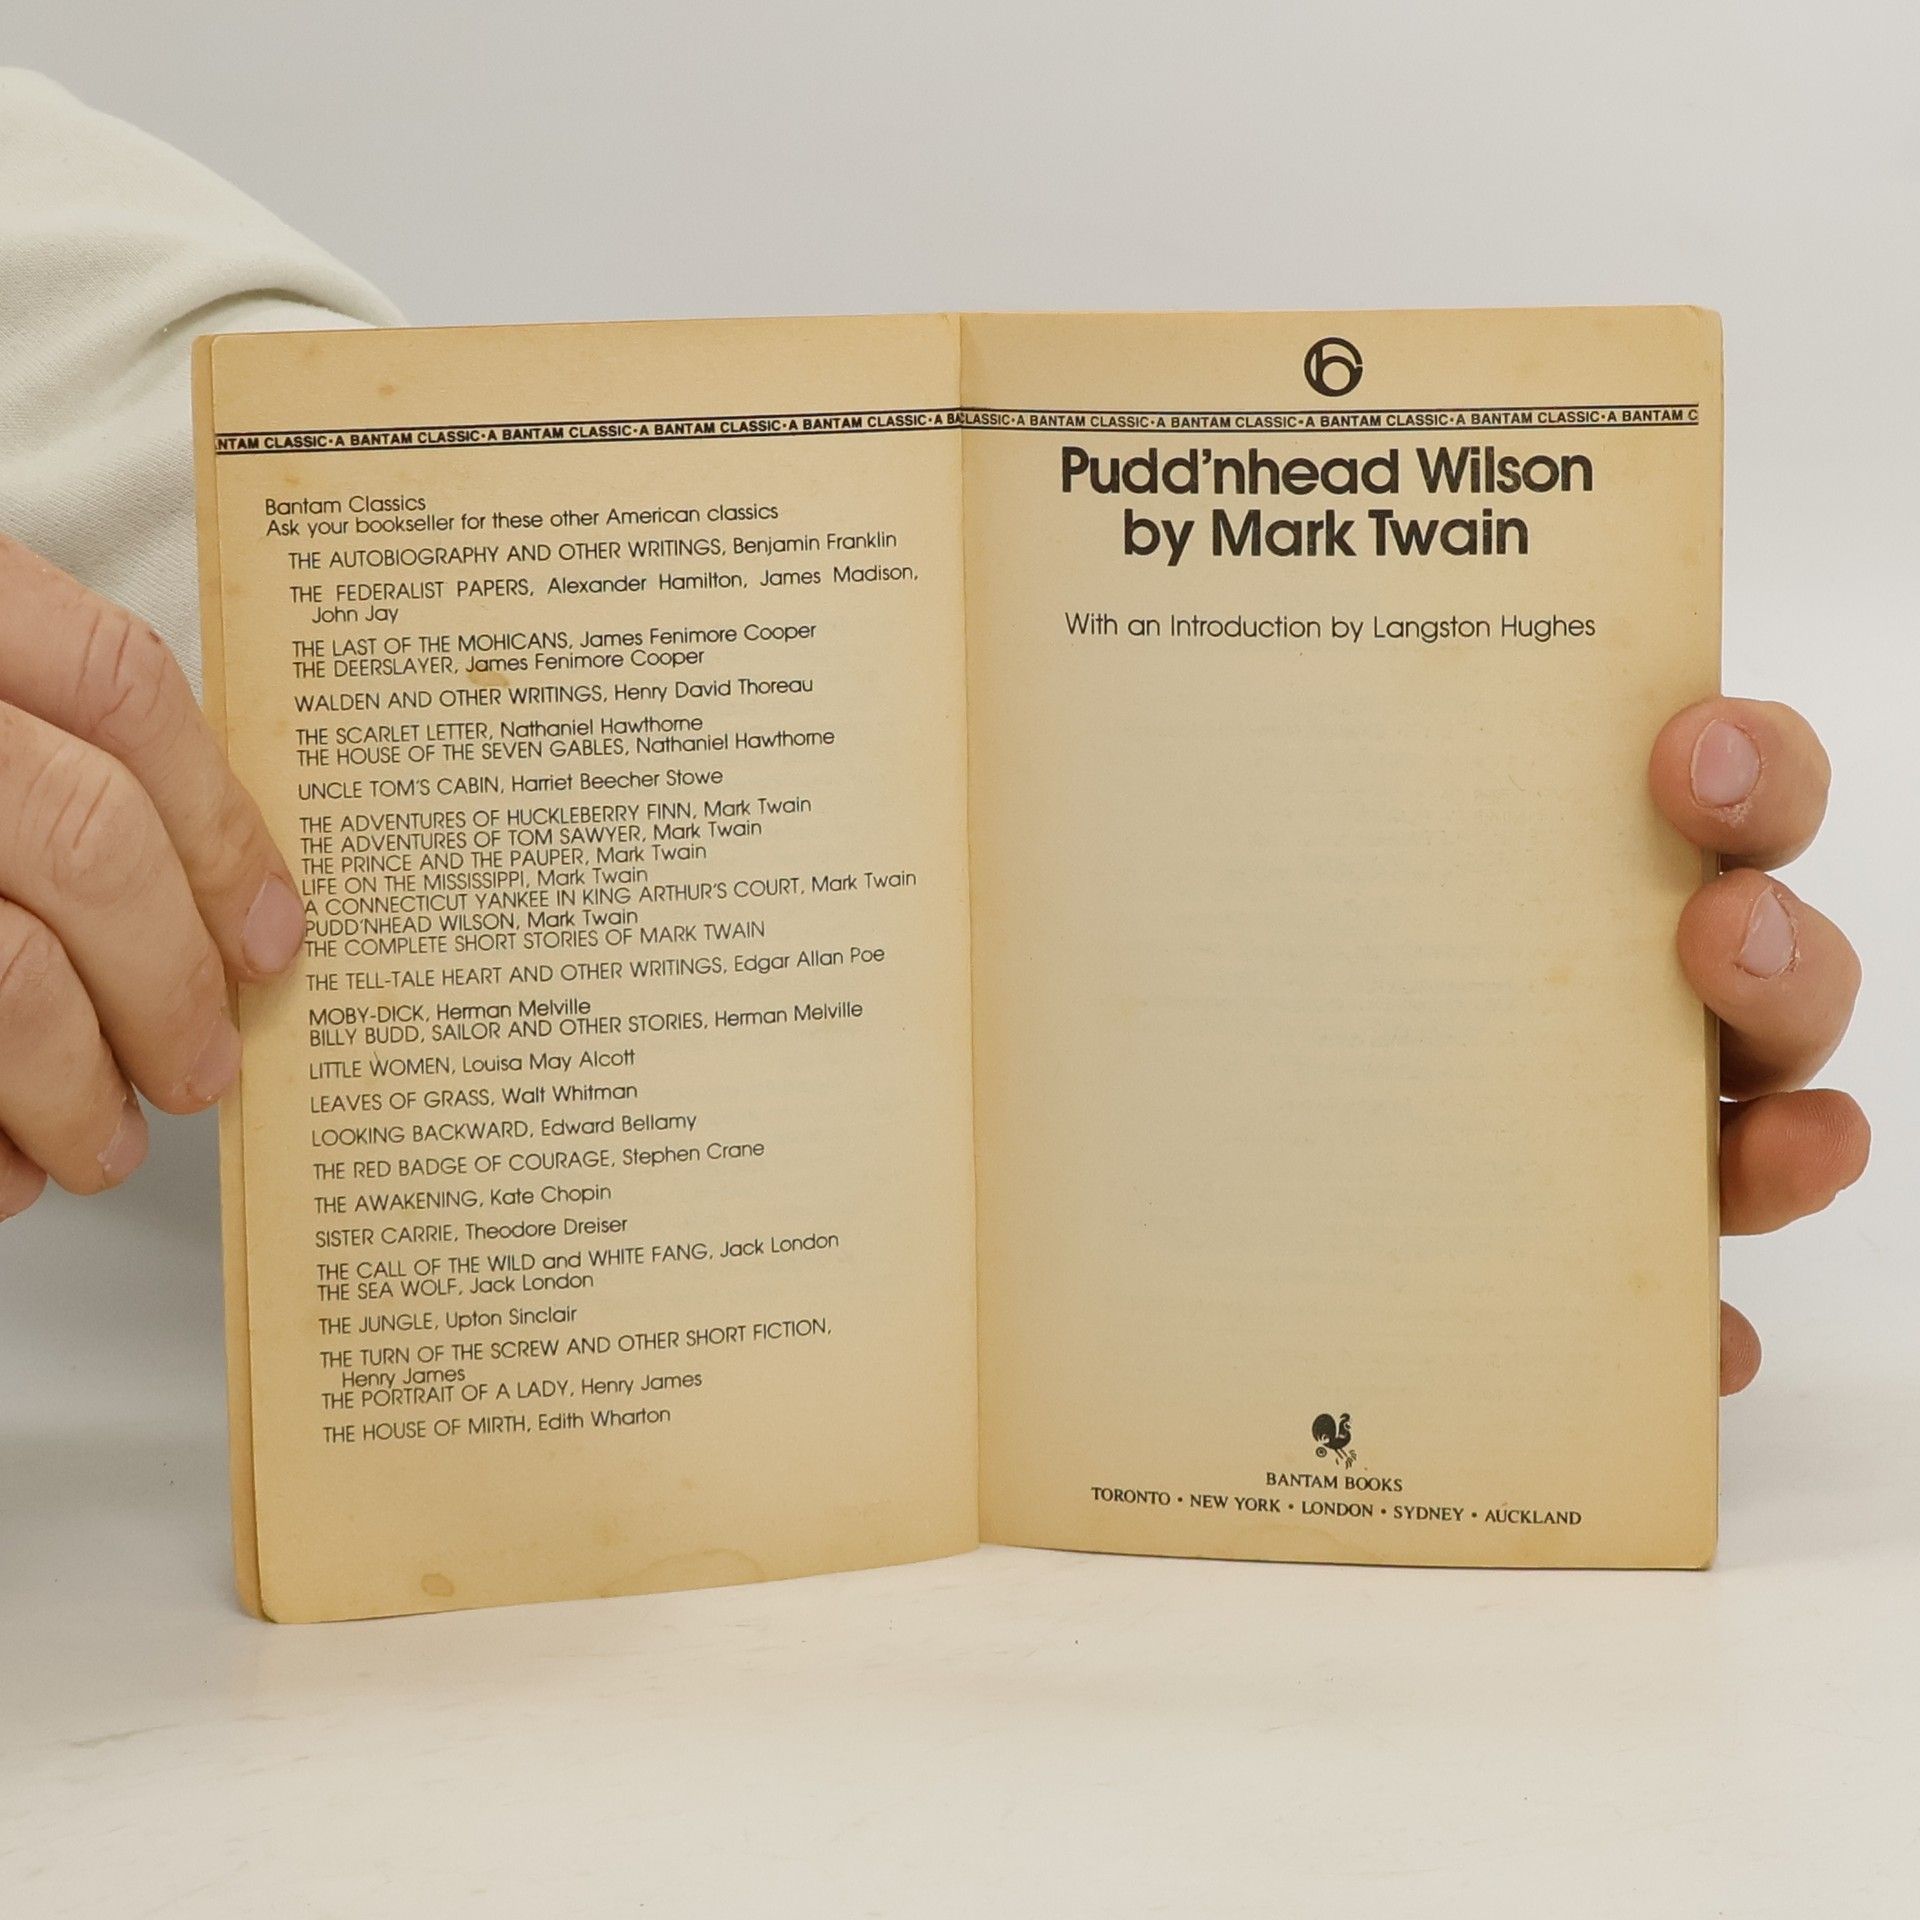 NTAM CLASSIC·A BANTAM CLASSIC·A BANTAM CLASSIC·A BANTAM CLASSIC·A BANTAM CLASSIC·A BA
Bantam Classics
Ask your bookseller for these other American classics
THE AUTOBIOGRAPHY AND OTHER WRITINGS, Benjamin Franklin
THE FEDERALIST PAPERS, Alexander Hamilton, James Madison,
John Jay
THE LAST OF THE MOHICANS, James Fenimore Cooper
THE DEERSLAYER, James Fenimore Cooper
WALDEN AND OTHER WRITINGS, Henry David Thoreau
THE SCARLET LETTER, Nathaniel Hawthorne
THE HOUSE OF THE SEVEN GABLES, Nathaniel Hawthorne
UNCLE TOM'S CABIN, Harriet Beecher Stowe
THE ADVENTURES OF HUCKLEBERRY FINN, Mark Twain
THE ADVENTURES OF TOM SAWYER, Mark Twain
THE PRINCE AND THE PAUPER, Mark Twain
LIFE ON THE MISSISSIPPI, Mark Twain
A CONNECTICUT YANKEE IN KING ARTHUR'S COURT, Mark Twain
PUDD'NHEAD WILSON, Mark Twain
THE COMPLETE SHORT STORIES OF MARK TWAIN
THE TELL-TALE HEART AND OTHER WRITINGS, Edgar Allan Poe
MOBY-DICK, Herman Melville
BILLY BUDD, SAILOR AND OTHER STORIES, Herman Melville
LITTLE WOMEN, Louisa May Alcott
LEAVES OF GRASS, Walt Whitman
LOOKING BACKWARD, Edward Bellamy
THE RED BADGE OF COURAGE, Stephen Crane
THE AWAKENING, Kate Chopin
SISTER CARRIE, Theodore Dreiser
THE CALL OF THE WILD and WHITE FANG, Jack London
THE SEA WOLF, Jack London
THE JUNGLE, Upton Sinclair
THE TURN OF THE SCREW AND OTHER SHORT FICTION,
Henry James
THE PORTRAIT OF A LADY, Henry James
THE HOUSE OF MIRTH, Edith Wharton
CLASSIC·A BANTAM CLASSIC·A BANTAM CLASSIC·A BANTAM CLASSIC·A BANTAM CLASSIC·A BANTAM C
Pudd'nhead Wilson
by Mark Twain
With an Introduction by Langston Hughes
BANTAM BOOKS
TORONTO • NEW YORK • LONDON • SYDNEY • AUCKLAND